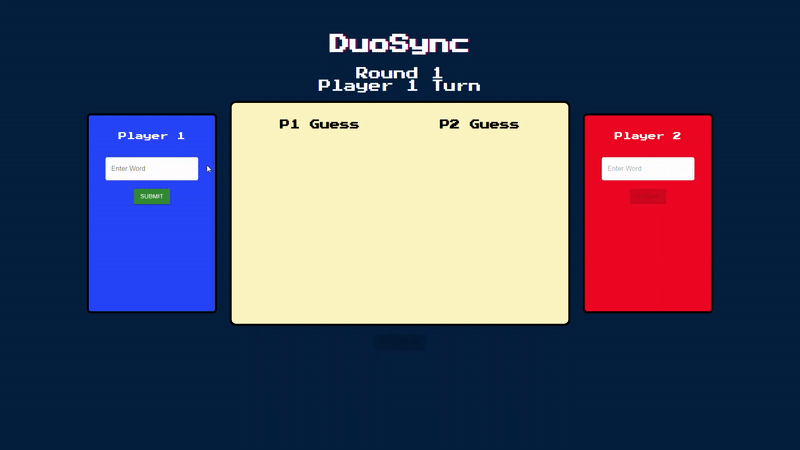 DuoSync
Round 1
Player 1 Turn
Player 1
Enter Word
SUBMIT
P1 Guess
P2 Guess
Player 2
Enter Word